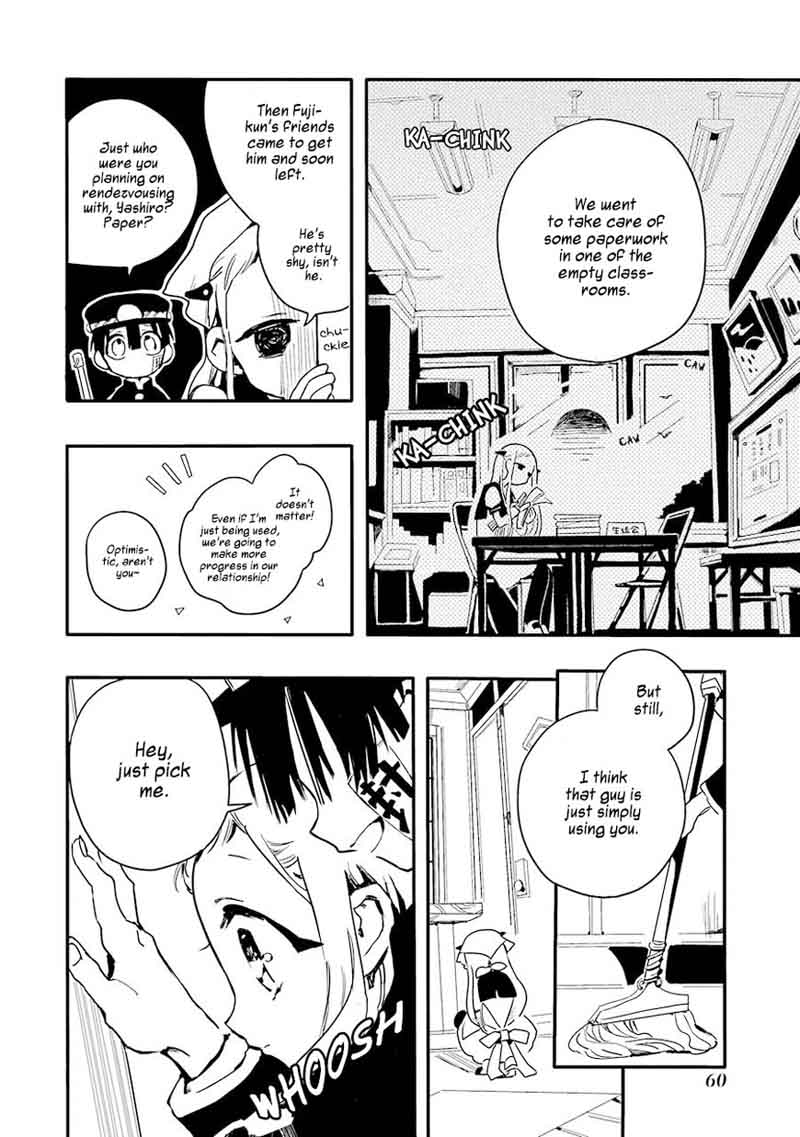 KA-CHINK
We went
to take care of
some paperwork
in one of the
empty class-
rooms.
CAW
CAW
KA-CHINK
生徒会
Then Fuji-
kun's friends
came to get
him and soon
left.
He's
pretty
shy, isn't
he.
chu-
ckle
Just who
were you
planning on
rendezvousing
with, Yashiro?
Paper?
It
doesn't
matter!
Even if I'm
just being used,
we're going to
make more
progress in our
relationship!
Optimis-
tic, aren't
you~
But
still,
I think
that guy is
just simply
using you.
Hey,
just pick
me.
封
WHOOSH
60